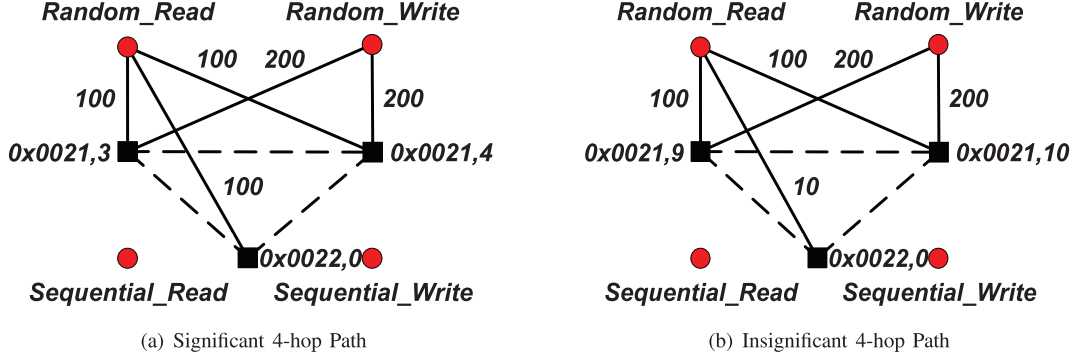 Random_Read Random_Write
100 200
100 200
0x0021,3 0x0021,4
100
0x0022,0
Sequential_Read Sequential_Write
(a) Significant 4-hop Path
Random_Read Random_Write
100 200
100 200
0x0021,9 0x0021,10
10
0x0022,0
Sequential_Read Sequential_Write
(b) Insignificant 4-hop Path